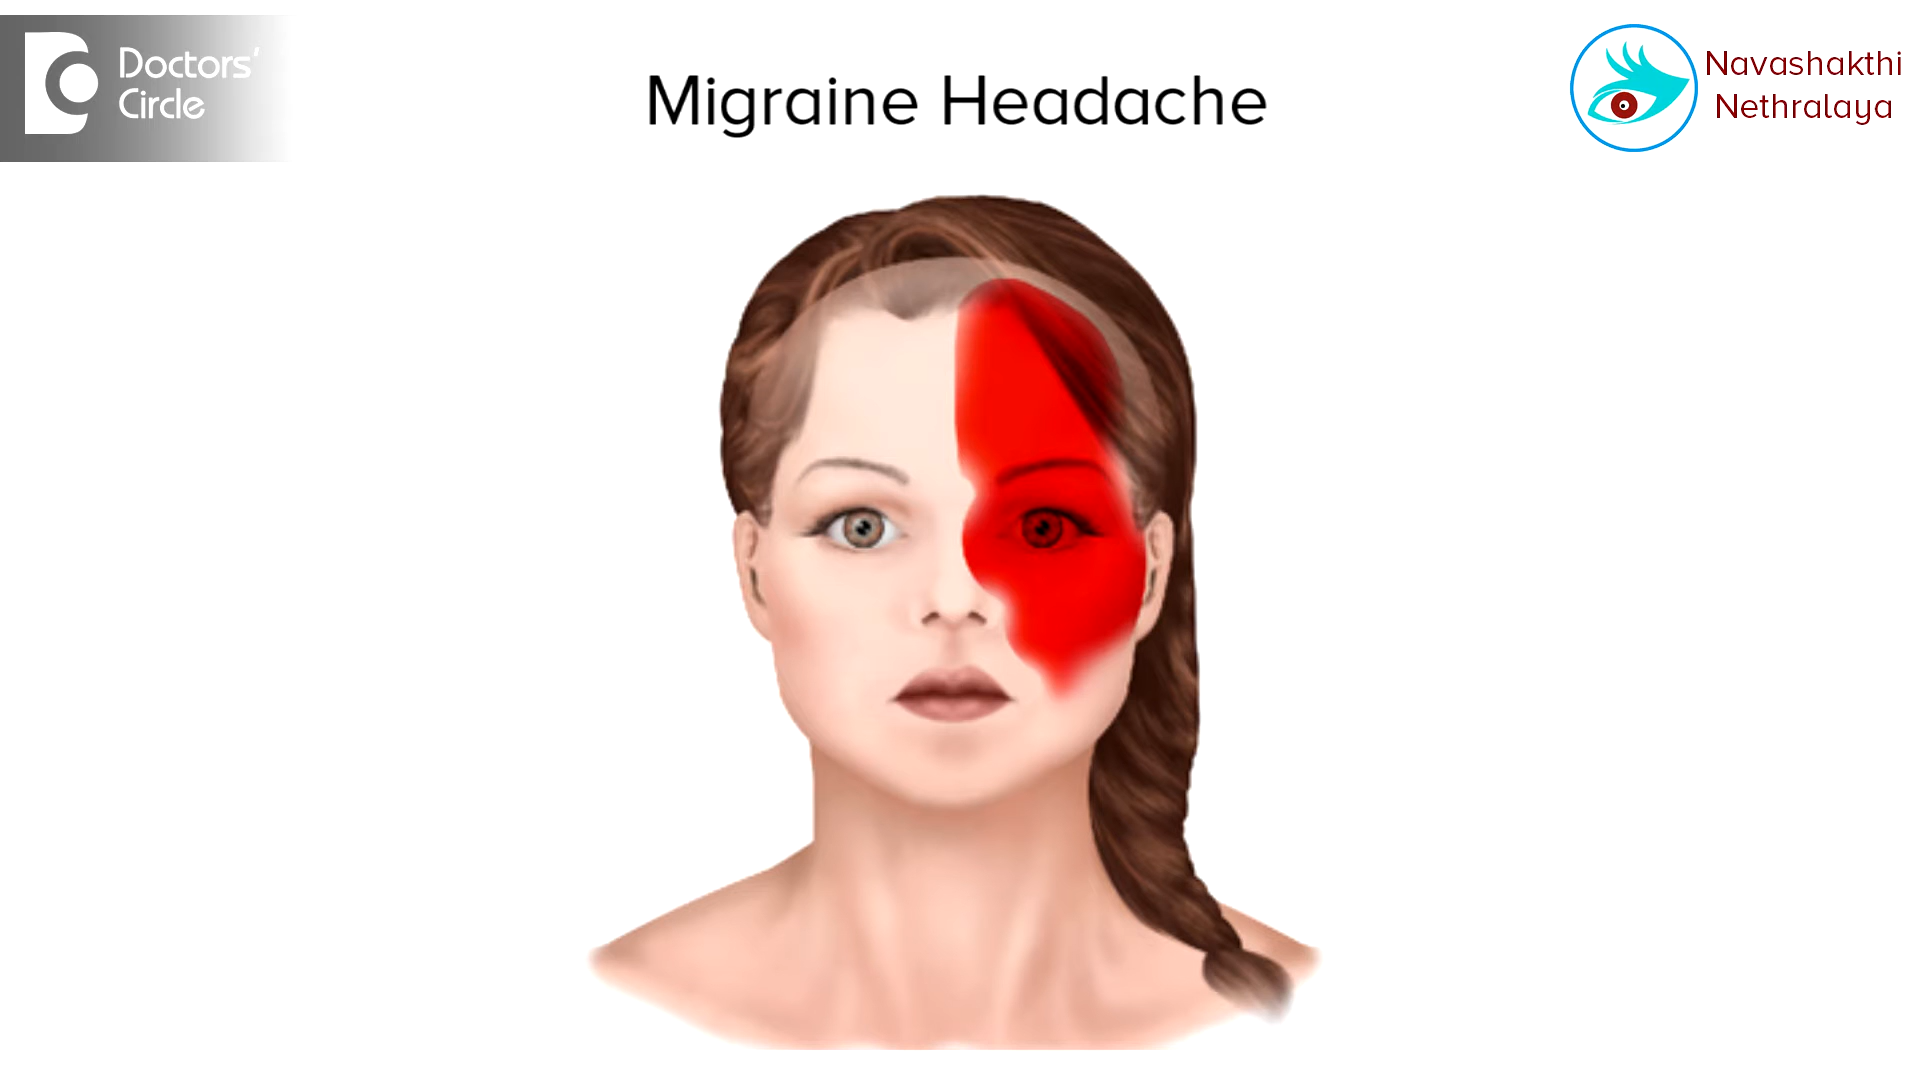 Doctors'
Circle
Migraine Headache
Navashakthi
Nethralaya